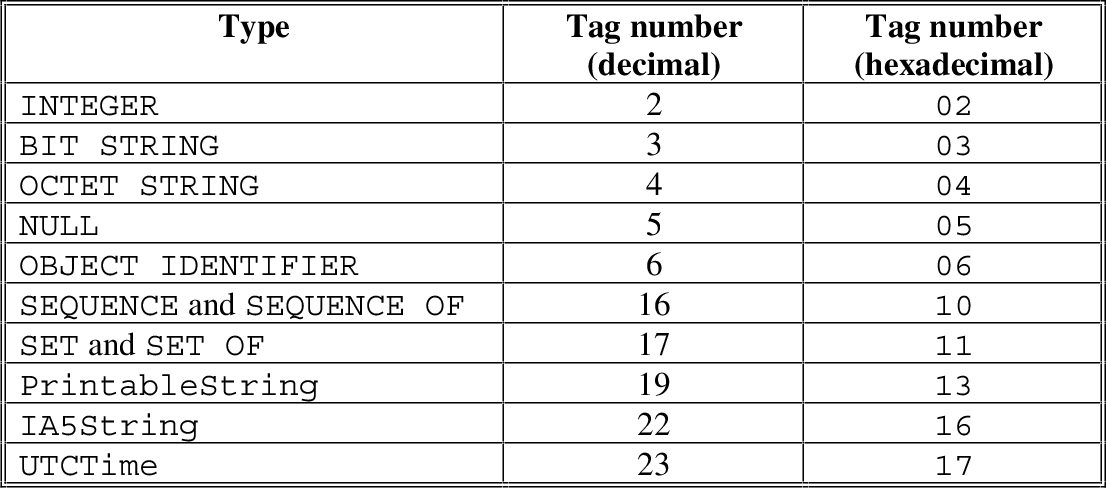 Type Tag number Tag number
(decimal) (hexadecimal)
INTEGER 2 02
BIT STRING 3 03
OCTET STRING 4 04
NULL 5 05
OBJECT IDENTIFIER 6 06
SEQUENCE and SEQUENCE OF 16 10
SET and SET OF 17 11
PrintableString 19 13
IA5String 22 16
UTCTime 23 17